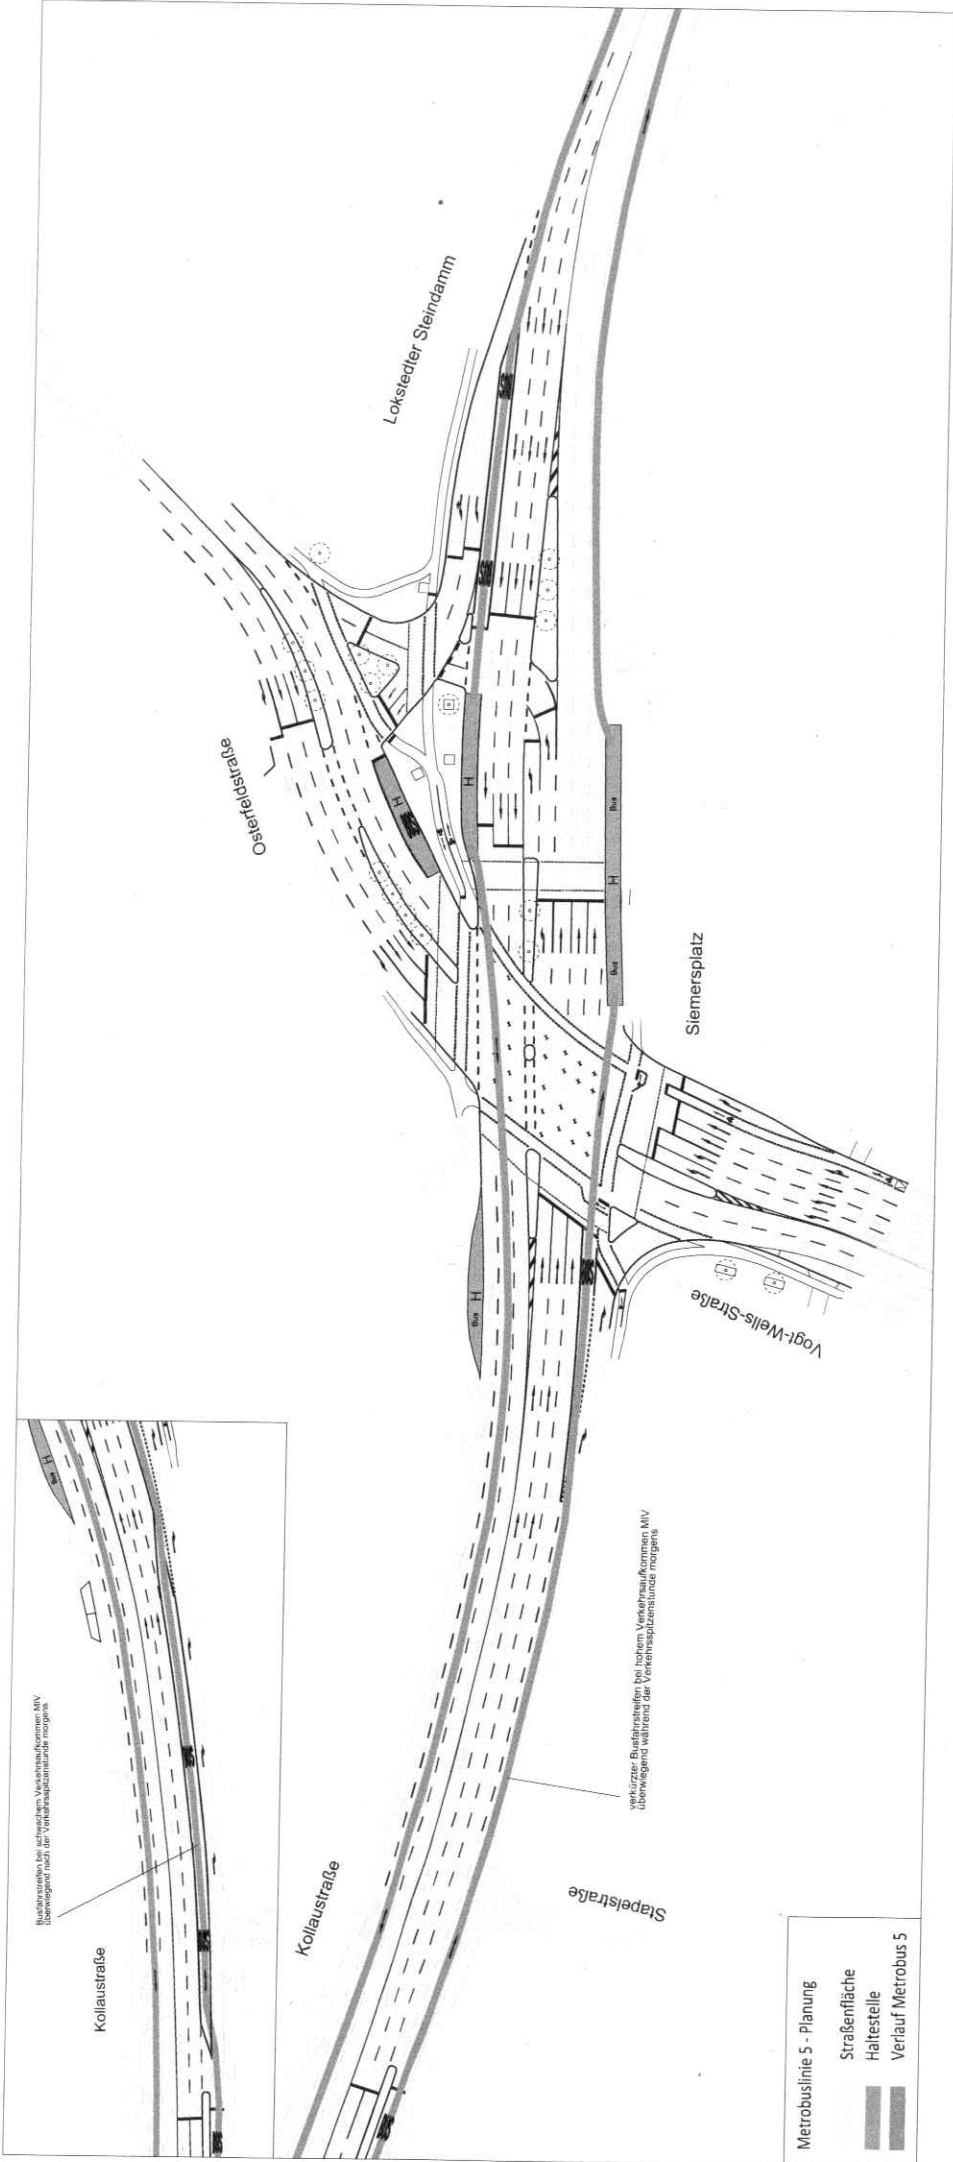 Lokstedter Steindamm
Osterfeldstraße
H
H
Bus
H
Bus
Siemersplatz
Vogt-Wells-Straße
Bus H
Bus H
Busfahrstreifen bei schwachem Verkehrsaufkommen MIV
überwiegend nach der Verkehrsspitzenstunde morgens
Kollaustraße
verkürzter Busfahrstreifen bei hohem Verkehrsaufkommen MIV
überwiegend während der Verkehrsspitzenstunde morgens
Kollaustraße
Stapelstraße
Metrobuslinie 5 - Planung
Straßenfläche
Haltestelle
Verlauf Metrobus 5